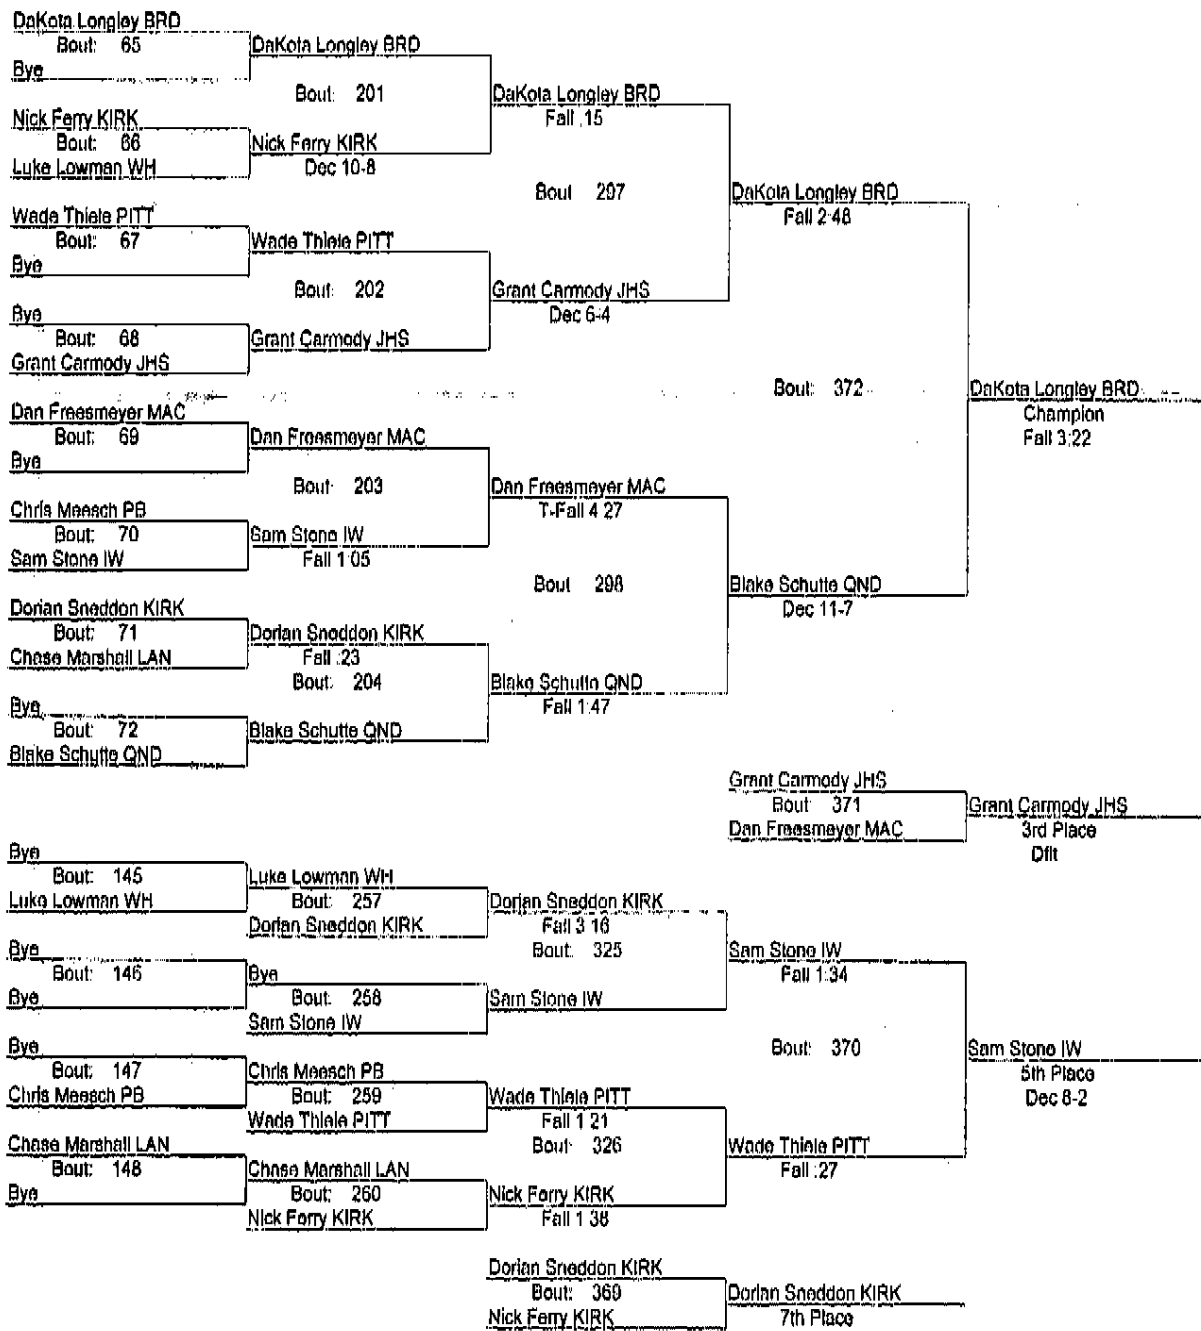 DaKota Longley BRD
Bout: 65
Bye
DaKota Longley BRD
Bout: 201
Nick Ferry KIRK
Bout: 66
Luke Lowman WH
Nick Ferry KIRK
Dec 10-8
DaKota Longley BRD
Fall :15
Bout 297
Wade Thiele PITT
Bout: 67
Bye
Wade Thiele PITT
Bout: 202
Bye
Bout: 68
Grant Carmody JHS
Grant Carmody JHS
Grant Carmody JHS
Dec 6-4
DaKota Longley BRD
Fall 2:48
Bout: 372
DaKota Longley BRD
Champion
Fall 3:22
Dan Freesmeyer MAC
Bout: 69
Bye
Dan Freesmeyer MAC
Bout: 203
Chris Meesch PB
Bout: 70
Sam Stone IW
Sam Stone IW
Fall 1:05
Dan Freesmeyer MAC
T-Fall 4 27
Bout 298
Dorian Sneddon KIRK
Bout: 71
Chase Marshall LAN
Dorian Sneddon KIRK
Fall :23
Bout: 204
Bye
Bout: 72
Blake Schutte QND
Blake Schutte QND
Blake Schutte QND
Fall 1:47
Blake Schutte QND
Dec 11-7
Grant Carmody JHS
Bout: 371
Dan Freesmeyer MAC
Grant Carmody JHS
3rd Place
Dflt
Bye
Bout: 145
Luke Lowman WH
Luke Lowman WH
Bout: 257
Dorian Sneddon KIRK
Dorian Sneddon KIRK
Fall 3 16
Bout: 325
Bye
Bout: 146
Bye
Bye
Bout: 258
Sam Stone IW
Sam Stone IW
Sam Stone IW
Fall 1:34
Bout: 370
Bye
Bout: 147
Chris Meesch PB
Chris Meesch PB
Bout: 259
Wade Thiele PITT
Wade Thiele PITT
Fall 1 21
Bout: 326
Chase Marshall LAN
Bout: 148
Bye
Chase Marshall LAN
Bout: 260
Nick Ferry KIRK
Nick Ferry KIRK
Fall 1 38
Wade Thiele PITT
Fall :27
Sam Stone IW
5th Place
Dec 8-2
Dorian Sneddon KIRK
Bout: 369
Nick Ferry KIRK
Dorian Sneddon KIRK
7th Place